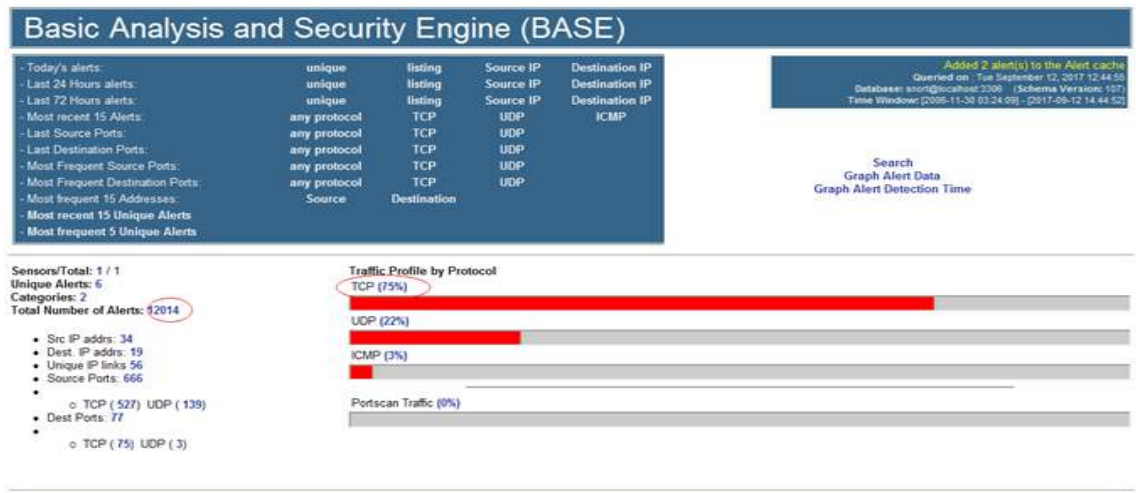 Basic Analysis and Security Engine (BASE)
- Today's alerts: unique listing Source IP Destination IP
- Last 24 Hours alerts: unique listing Source IP Destination IP
- Last 72 Hours alerts: unique listing Source IP Destination IP
- Most recent 15 Alerts: any protocol TCP UDP ICMP
- Last Source Ports: any protocol TCP UDP
- Last Destination Ports: any protocol TCP UDP
- Most Frequent Source Ports: any protocol TCP UDP
- Most Frequent Destination Ports: any protocol TCP UDP
- Most frequent 15 Addresses: Source Destination
- Most recent 15 Unique Alerts
- Most frequent 5 Unique Alerts
Added 2 alert(s) to the Alert cache
Queried on : Tue September 12, 2017 12:44:55
Database: snort@localhost:3306 (Schema Version: 107)
Time Window: [2006-11-30 03:24:09] - [2017-09-12 14:44:52]
Search
Graph Alert Data
Graph Alert Detection Time
Sensors/Total: 1 / 1
Unique Alerts: 6
Categories: 2
Total Number of Alerts: 12014
Src IP addrs: 34
Dest. IP addrs: 19
Unique IP links 56
Source Ports: 666
TCP ( 527) UDP ( 139)
Dest Ports: 77
TCP ( 75) UDP ( 3)
Traffic Profile by Protocol
TCP (75%)
UDP (22%)
ICMP (3%)
Portscan Traffic (0%)